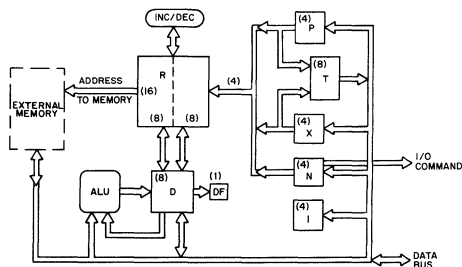 INC/DEC
(4)
P
R
(8)
T
ADDRESS
(16)
TO MEMORY
(4)
EXTERNAL
MEMORY
(8)
(8)
(4)
X
(4)
N
I/O
COMMAND
(8)
D
(1)
DF
ALU
(4)
I
DATA
BUS